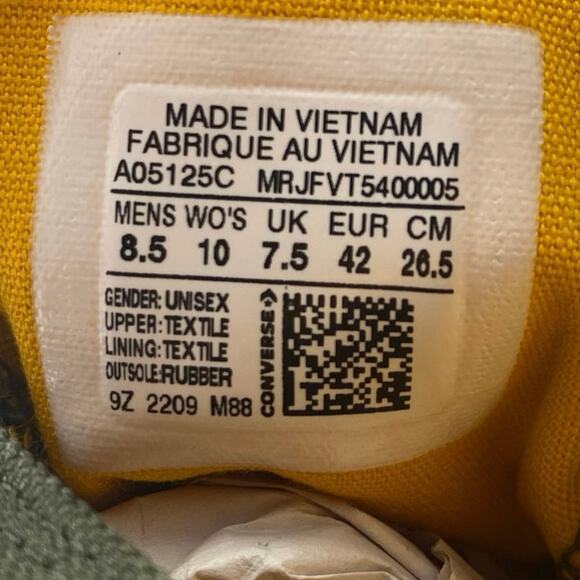 MADE IN VIETNAM
FABRIQUE AU VIETNAM
A05125C MRJFVT5400005
MENS WO'S UK EUR CM
8.5 10 7.5 42 26.5
GENDER: UNISEX
UPPER: TEXTILE
LINING: TEXTILE
OUTSOLE:RUBBER
9Z 2209 M88
CONVERSE